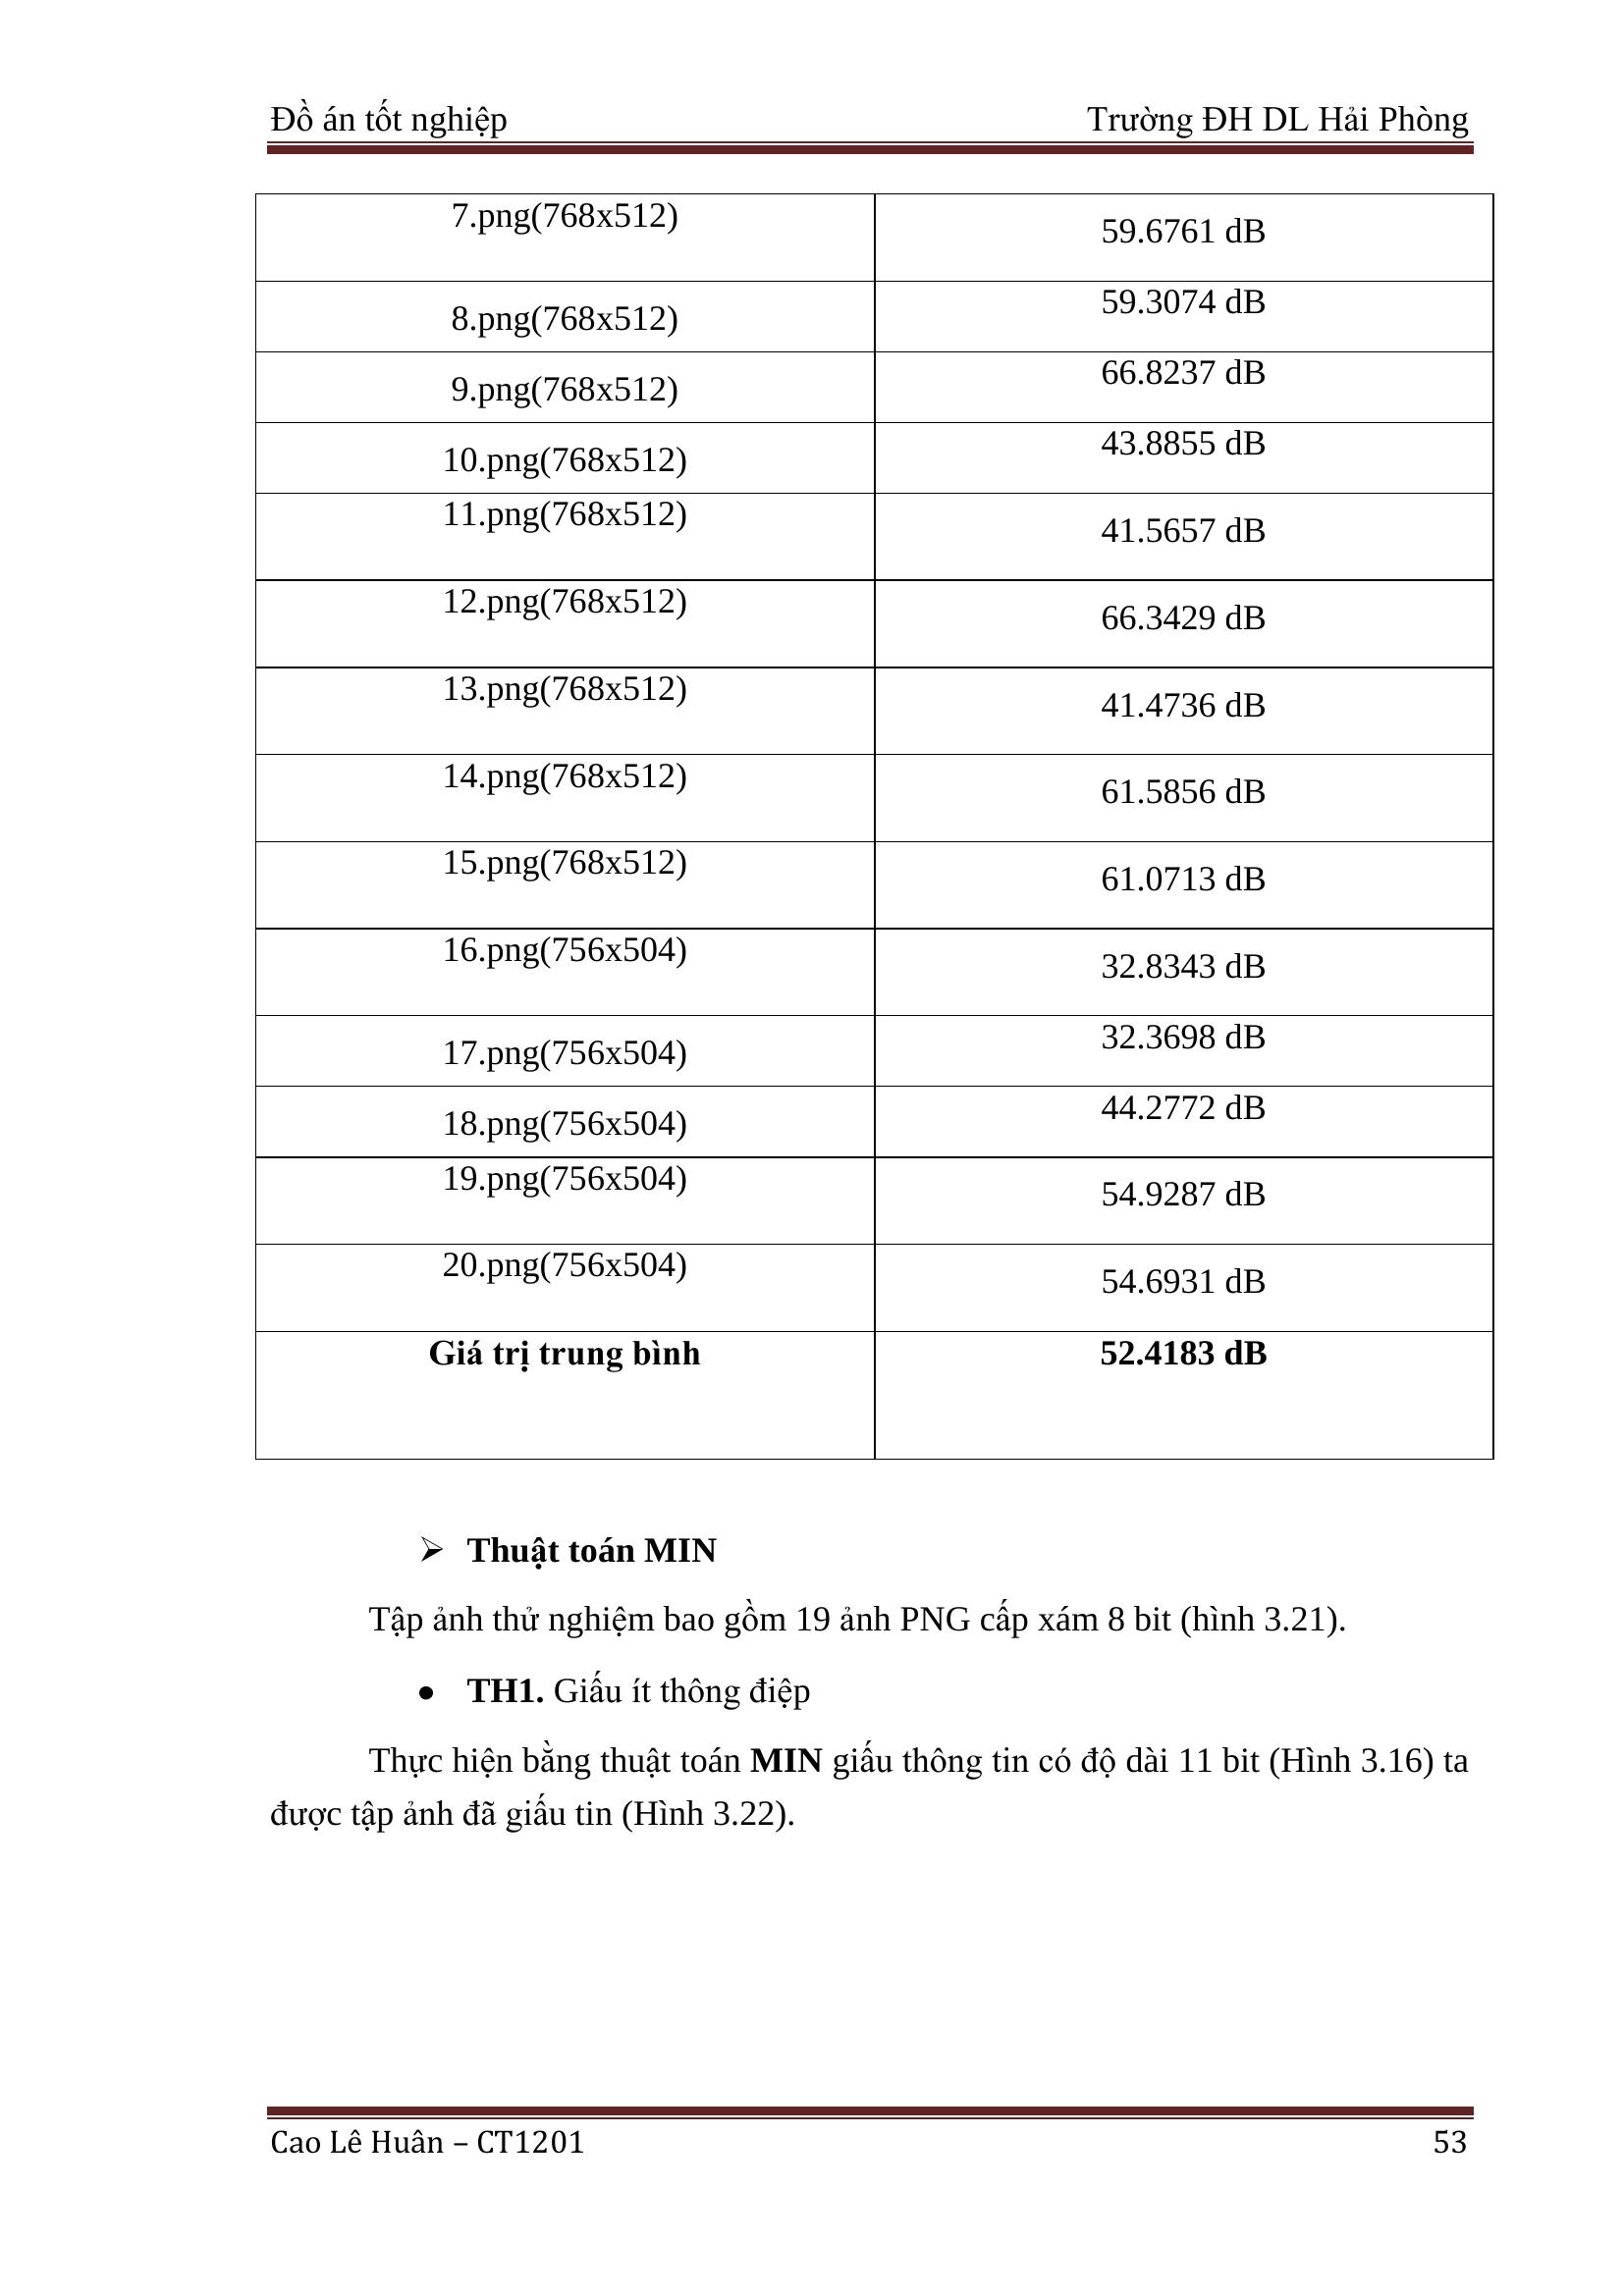 Đồ án tốt nghiệp Trường ĐH DL Hải Phòng
7.png(768x512) 59.6761 dB
8.png(768x512) 59.3074 dB
9.png(768x512) 66.8237 dB
10.png(768x512) 43.8855 dB
11.png(768x512) 41.5657 dB
12.png(768x512) 66.3429 dB
13.png(768x512) 41.4736 dB
14.png(768x512) 61.5856 dB
15.png(768x512) 61.0713 dB
16.png(756x504) 32.8343 dB
17.png(756x504) 32.3698 dB
18.png(756x504) 44.2772 dB
19.png(756x504) 54.9287 dB
20.png(756x504) 54.6931 dB
Giá trị trung bình 52.4183 dB
➢ Thuật toán MIN
Tập ảnh thử nghiệm bao gồm 19 ảnh PNG cấp xám 8 bit (hình 3.21).
• TH1. Giấu ít thông điệp
Thực hiện bằng thuật toán MIN giấu thông tin có độ dài 11 bit (Hình 3.16) ta
được tập ảnh đã giấu tin (Hình 3.22).
Cao Lê Huân – CT1201 53